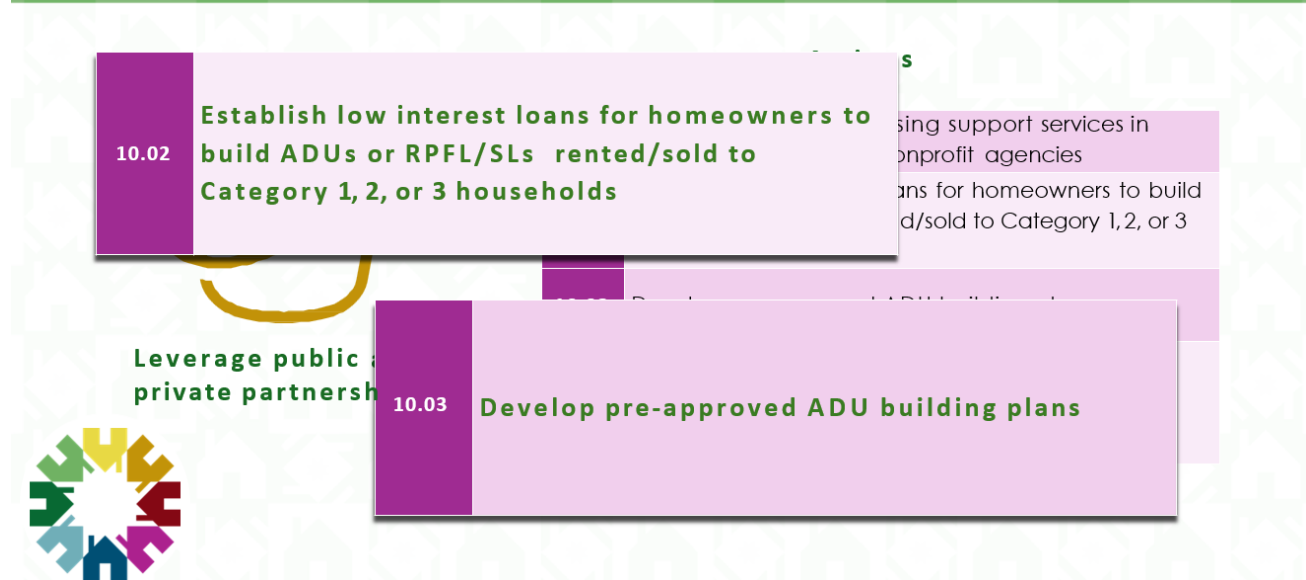 s
10.02
Establish low interest loans for homeowners to
build ADUs or RPFL/SLs rented/sold to
Category 1, 2, or 3 households
sing support services in
onprofit agencies
ans for homeowners to build
d/sold to Category 1, 2, or 3
Leverage public
private partnersh
10.03
Develop pre-approved ADU building plans